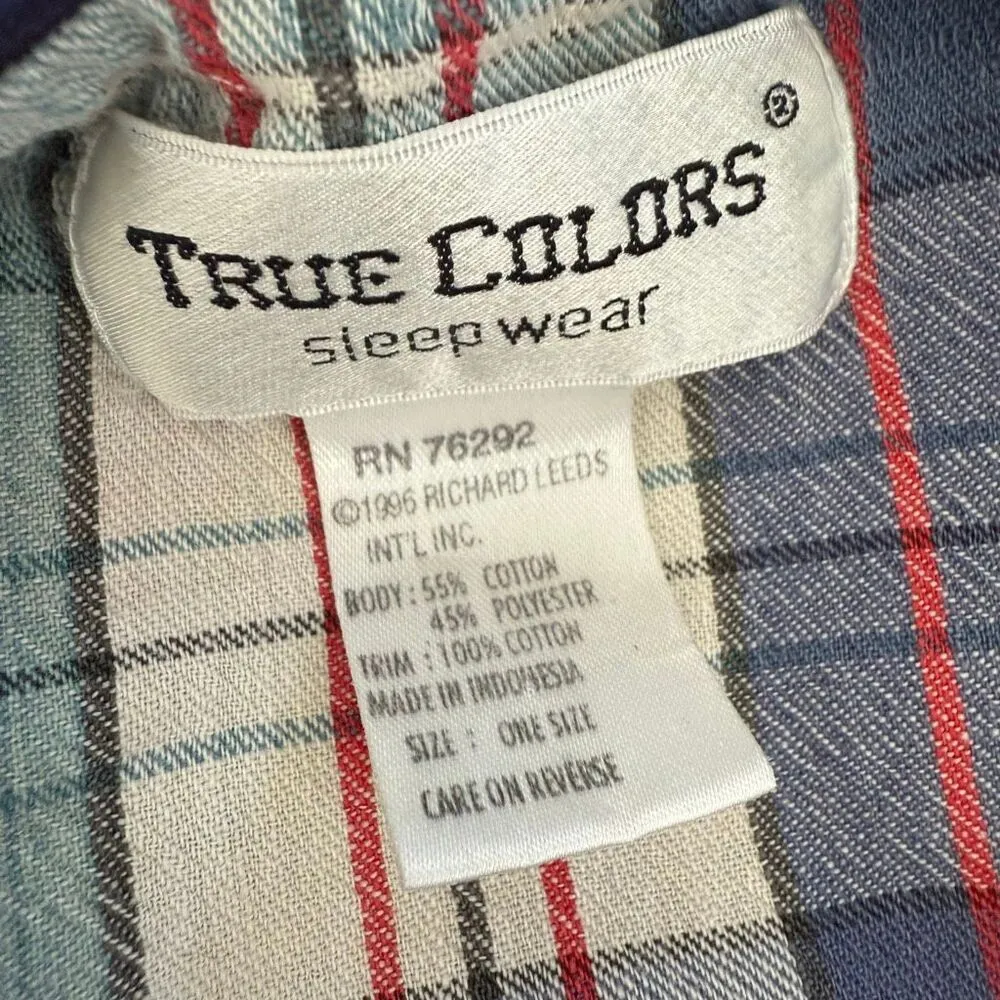 TRUE COLORS®
sleepwear
RN 76292
©1996 RICHARD LEEDS
INT'L INC.
BODY: 55% COTTON
45% POLYESTER
TRIM : 100% COTTON
MADE IN INDONESIA
SIZE : ONE SIZE
CARE ON REVERSE